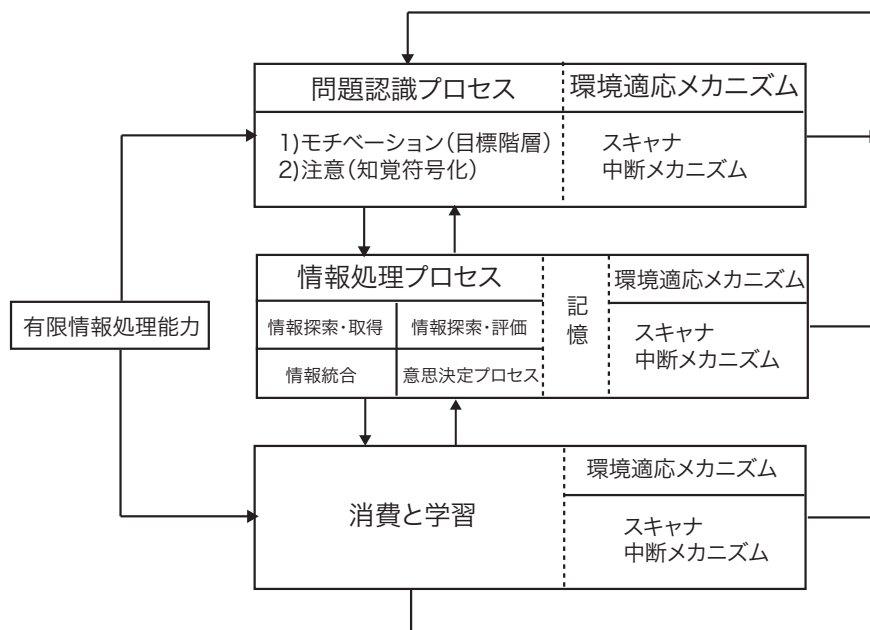 問題認識プロセス
環境適応メカニズム
1)モチベーション(目標階層)
2)注意(知覚符号化)
スキャナ
中断メカニズム
情報処理プロセス
記憶
環境適応メカニズム
情報探索・取得
情報探索・評価
情報統合
意思決定プロセス
スキャナ
中断メカニズム
有限情報処理能力
消費と学習
環境適応メカニズム
スキャナ
中断メカニズム